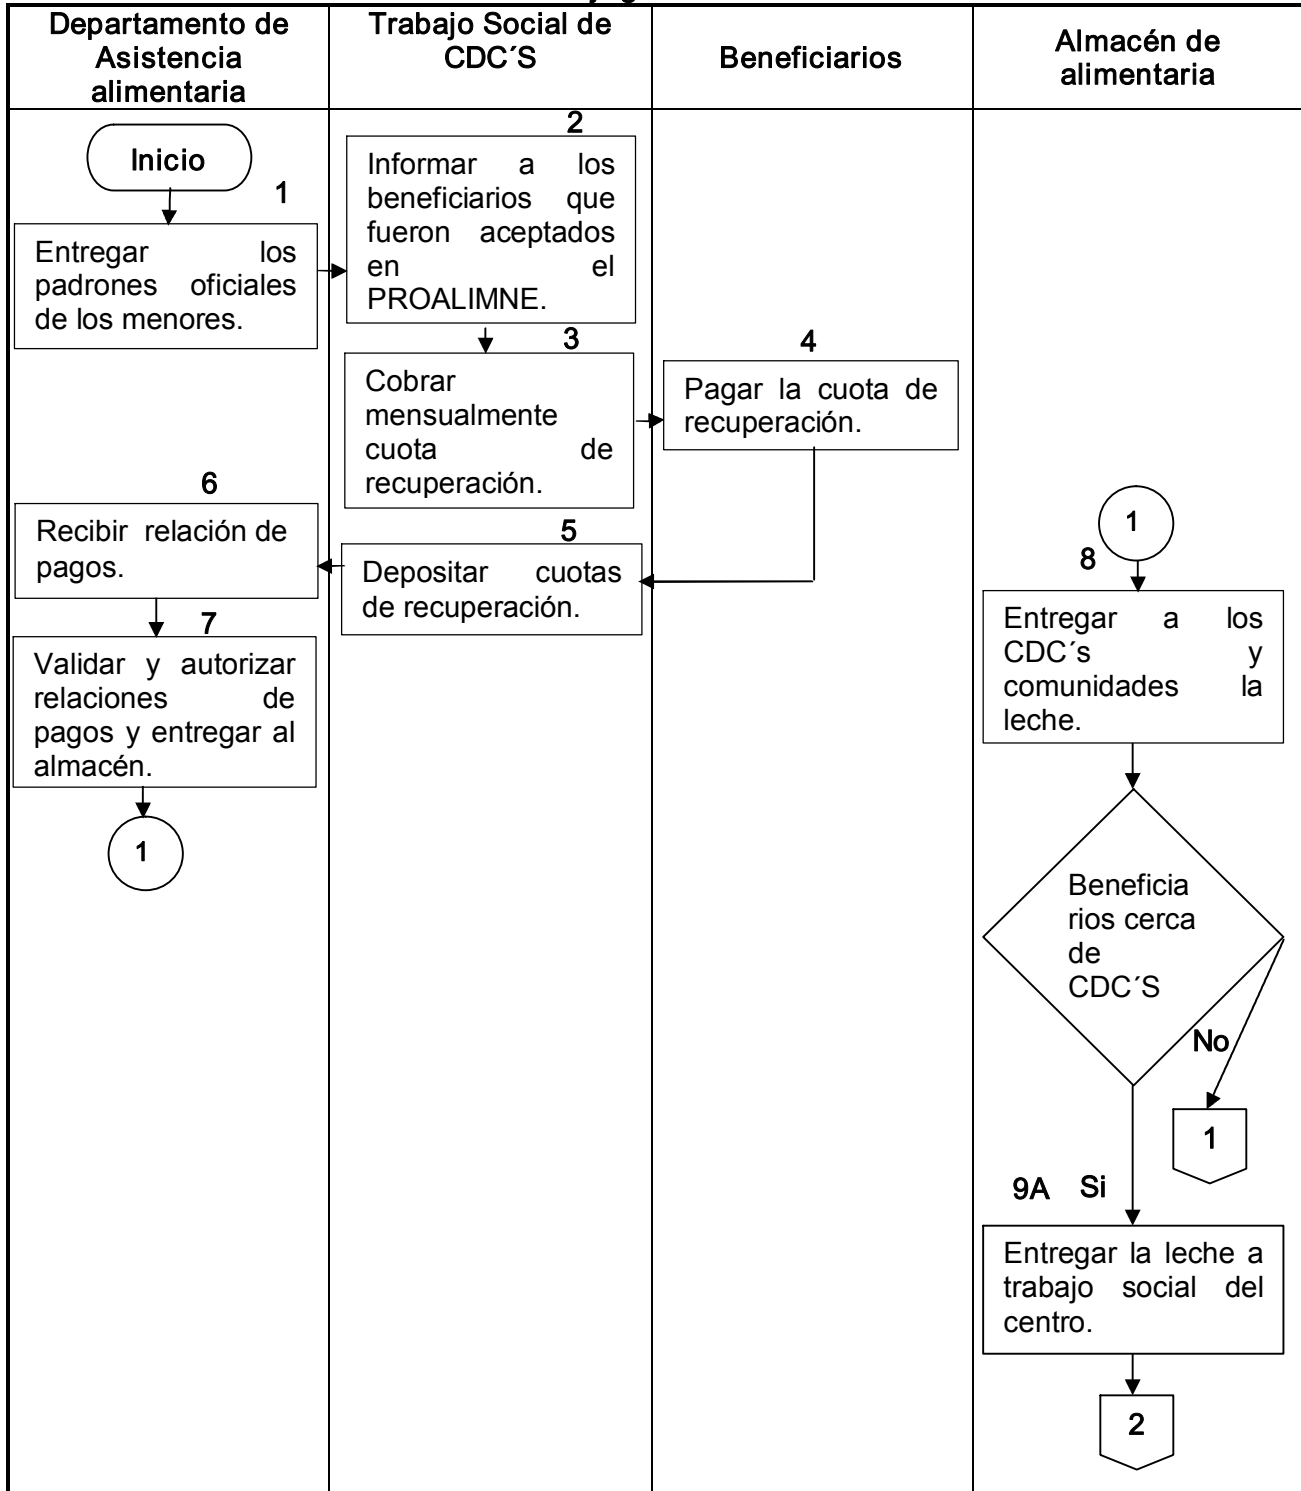 Departamento de
Asistencia
alimentaria
Trabajo Social de
CDC´S
Beneficiarios
Almacén de
alimentaria
Inicio
1
Entregar los
padrones oficiales
de los menores.
2
Informar a los
beneficiarios que
fueron aceptados
en el
PROALIMNE.
3
Cobrar
mensualmente
cuota de
recuperación.
4
Pagar la cuota de
recuperación.
5
Depositar cuotas
de recuperación.
6
Recibir relación de
pagos.
7
Validar y autorizar
relaciones de
pagos y entregar al
almacén.
1
1
8
Entregar a los
CDC´s y
comunidades la
leche.
Beneficia
rios cerca
de
CDC´S
No
1
9A Si
Entregar la leche a
trabajo social del
centro.
2